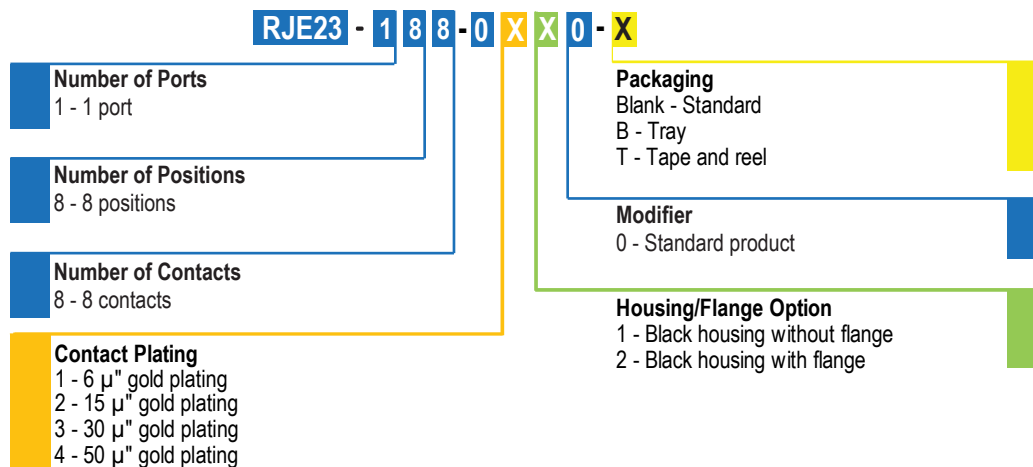 RJE23 - 1 8 8 - 0 X X 0 - X
Number of Ports
1 - 1 port
Number of Positions
8 - 8 positions
Number of Contacts
8 - 8 contacts
Contact Plating
1 - 6 µ" gold plating
2 - 15 µ" gold plating
3 - 30 µ" gold plating
4 - 50 µ" gold plating
Packaging
Blank - Standard
B - Tray
T - Tape and reel
Modifier
0 - Standard product
Housing/Flange Option
1 - Black housing without flange
2 - Black housing with flange